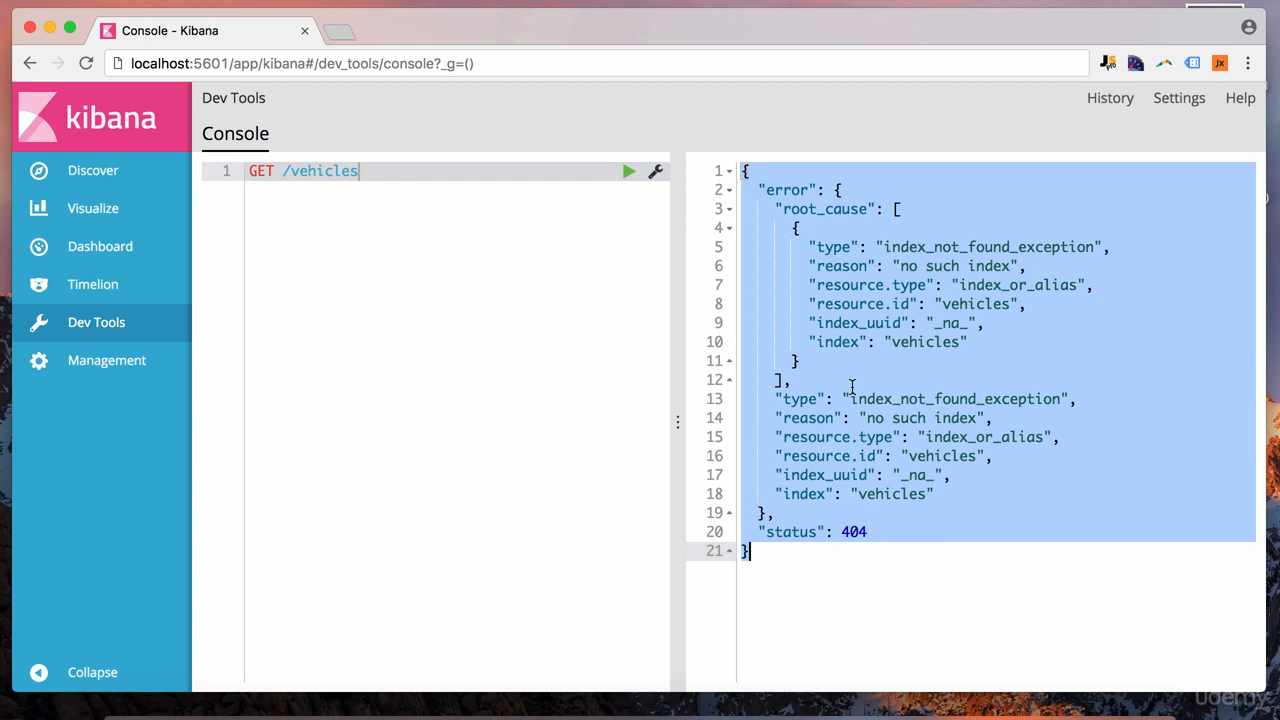 Console - Kibana
localhost:5601/app/kibana#/dev_tools/console?_g=()
kibana
Discover
Visualize
Dashboard
Timelion
Dev Tools
Management
Collapse
Dev Tools
History Settings Help
Console
1 GET /vehicles
1 {
2 "error": {
3 "root_cause": [
4 {
5 "type": "index_not_found_exception",
6 "reason": "no such index",
7 "resource.type": "index_or_alias",
8 "resource.id": "vehicles",
9 "index_uuid": "_na_",
10 "index": "vehicles"
11 }
12 ],
13 "type": "index_not_found_exception",
14 "reason": "no such index",
15 "resource.type": "index_or_alias",
16 "resource.id": "vehicles",
17 "index_uuid": "_na_",
18 "index": "vehicles"
19 },
20 "status": 404
21 }
udemy